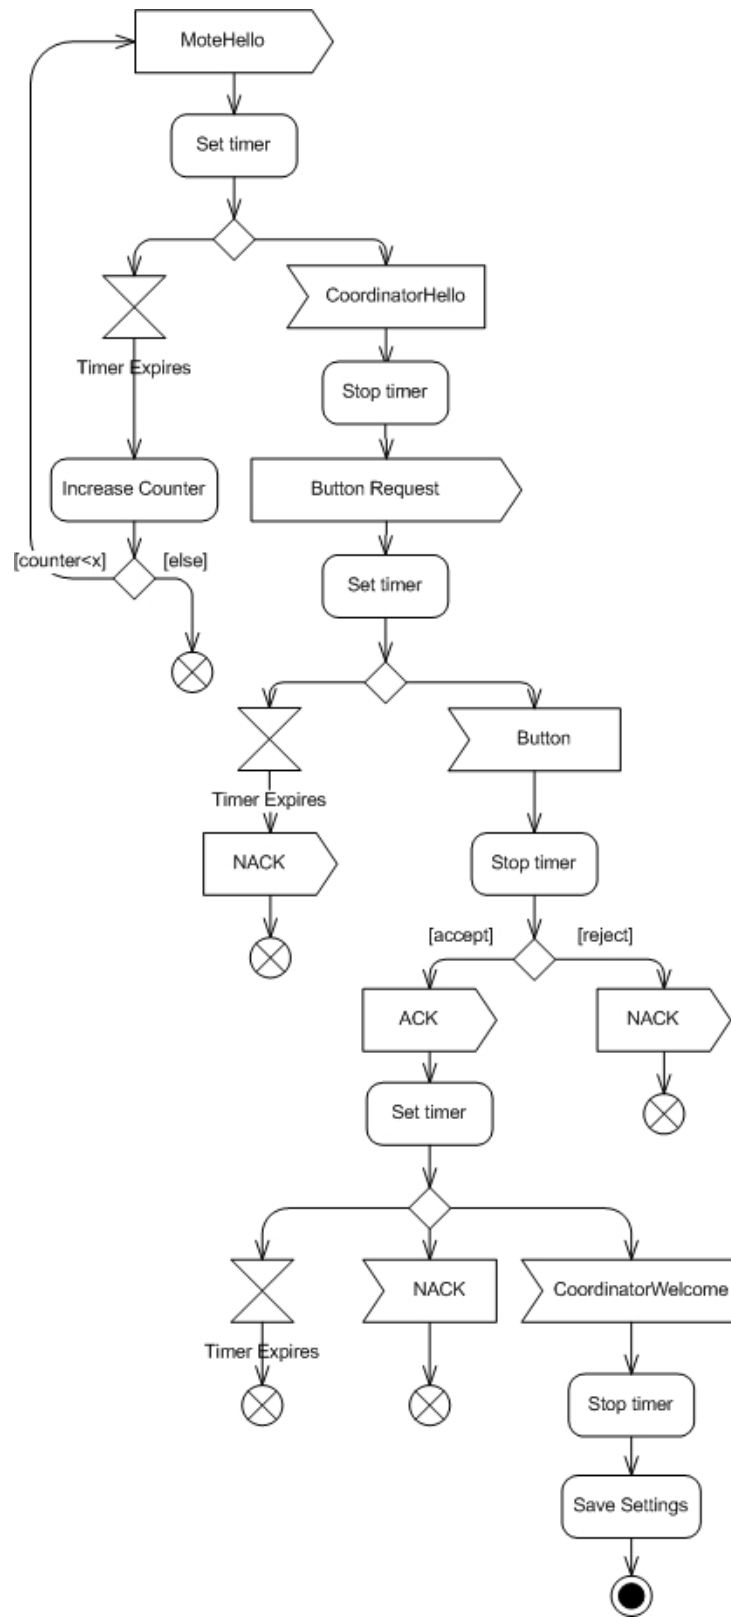 MoteHello
Set timer
CoordinatorHello
Timer Expires
Stop timer
Increase Counter
Button Request
[counter<x]
[else]
Set timer
Button
Timer Expires
NACK
Stop timer
[accept]
[reject]
ACK
NACK
Set timer
NACK
CoordinatorWelcome
Timer Expires
Stop timer
Save Settings